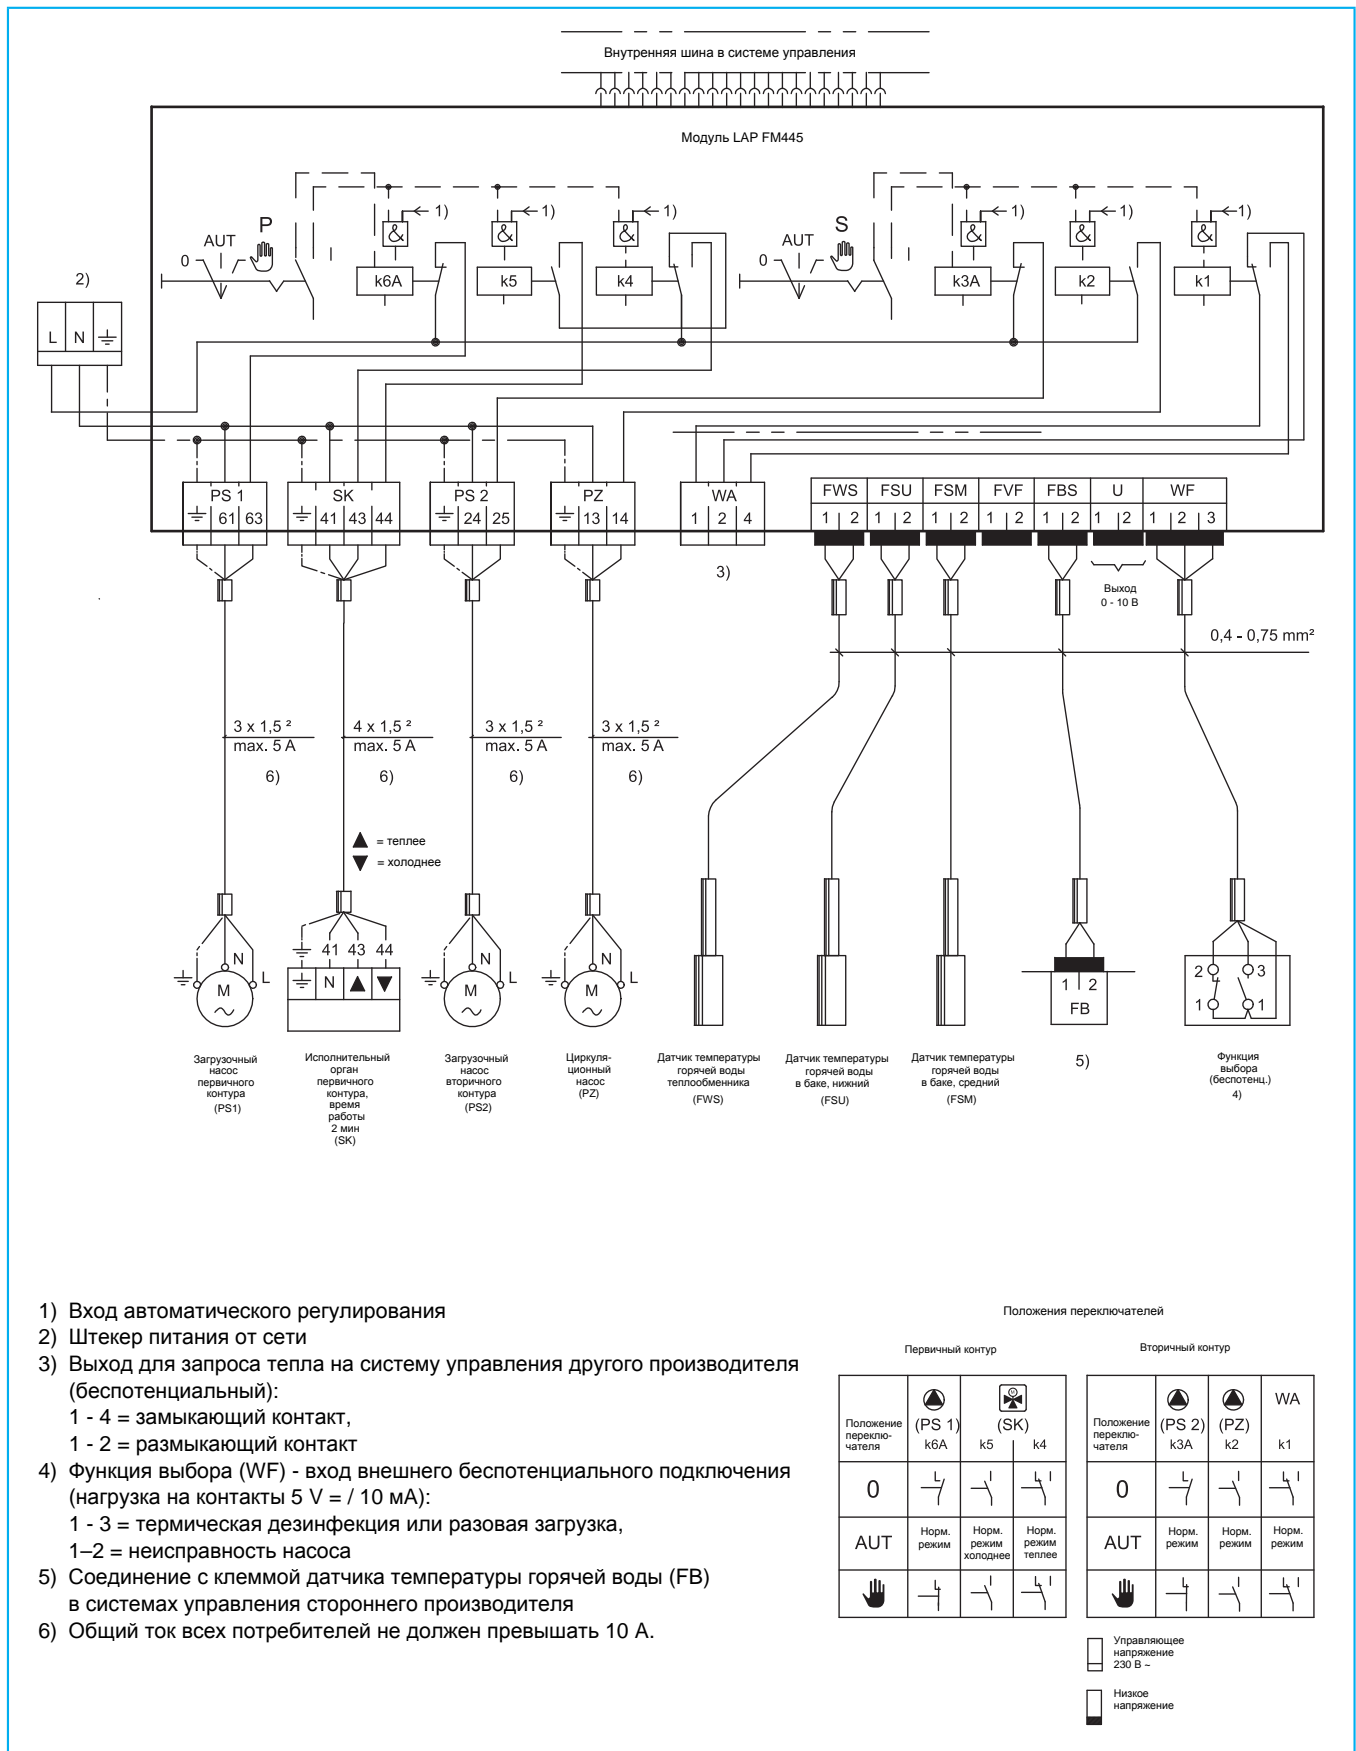 Внутренняя шина в системе управления
Модуль LAP FM445
P
AUT
0
1)
1)
1)
&
&
&
k6A
k5
k4
S
AUT
0
1)
1)
1)
&
&
&
k3A
k2
k1
2)
L N
PS 1
61 63
SK
41 43 44
PS 2
24 25
PZ
13 14
WA
1 2 4
3)
FWS FSU FSM FVF FBS U WF
1 2 1 2 1 2 1 2 1 2 1 2 1 2 3
Выход
0 - 10 В
0,4 - 0,75 mm²
3 x 1,5 ²
max. 5 A
6)
4 x 1,5 ²
max. 5 A
6)
3 x 1,5 ²
max. 5 A
6)
3 x 1,5 ²
max. 5 A
6)
▲ = теплее
▼ = холоднее
N
L
M
41 43 44
N ▲ ▼
N
L
M
N
L
M
1 2
FB
5)
2 3
1 1
Загрузочный
насос
первичного
контура
(PS1)
Исполнительный
орган
первичного
контура,
время
работы
2 мин
(SK)
Загрузочный
насос
вторичного
контура
(PS2)
Циркуля-
ционный
насос
(PZ)
Датчик температуры
горячей воды
теплообменника
(FWS)
Датчик температуры
горячей воды
в баке, нижний
(FSU)
Датчик температуры
горячей воды
в баке, средний
(FSM)
Функция
выбора
(беспотенц.)
4)
1) Вход автоматического регулирования
2) Штекер питания от сети
3) Выход для запроса тепла на систему управления другого производителя
(беспотенциальный):
1 - 4 = замыкающий контакт,
1 - 2 = размыкающий контакт
4) Функция выбора (WF) - вход внешнего беспотенциального подключения
(нагрузка на контакты 5 V = / 10 мА):
1 - 3 = термическая дезинфекция или разовая загрузка,
1–2 = неисправность насоса
5) Соединение с клеммой датчика температуры горячей воды (FB)
в системах управления стороннего производителя
6) Общий ток всех потребителей не должен превышать 10 А.
Положения переключателей
Первичный контур
Положение
переклю-
чателя
(PS 1)
k6A
M
(SK)
k5 k4
0
AUT
Норм.
режим
Норм.
режим
холоднее
Норм.
режим
теплее
Вторичный контур
Положение
переклю-
чателя
(PS 2)
k3A
(PZ)
k2
WA
k1
0
AUT
Норм.
режим
Норм.
режим
Норм.
режим
Управляющее
напряжение
230 В ~
Низкое
напряжение